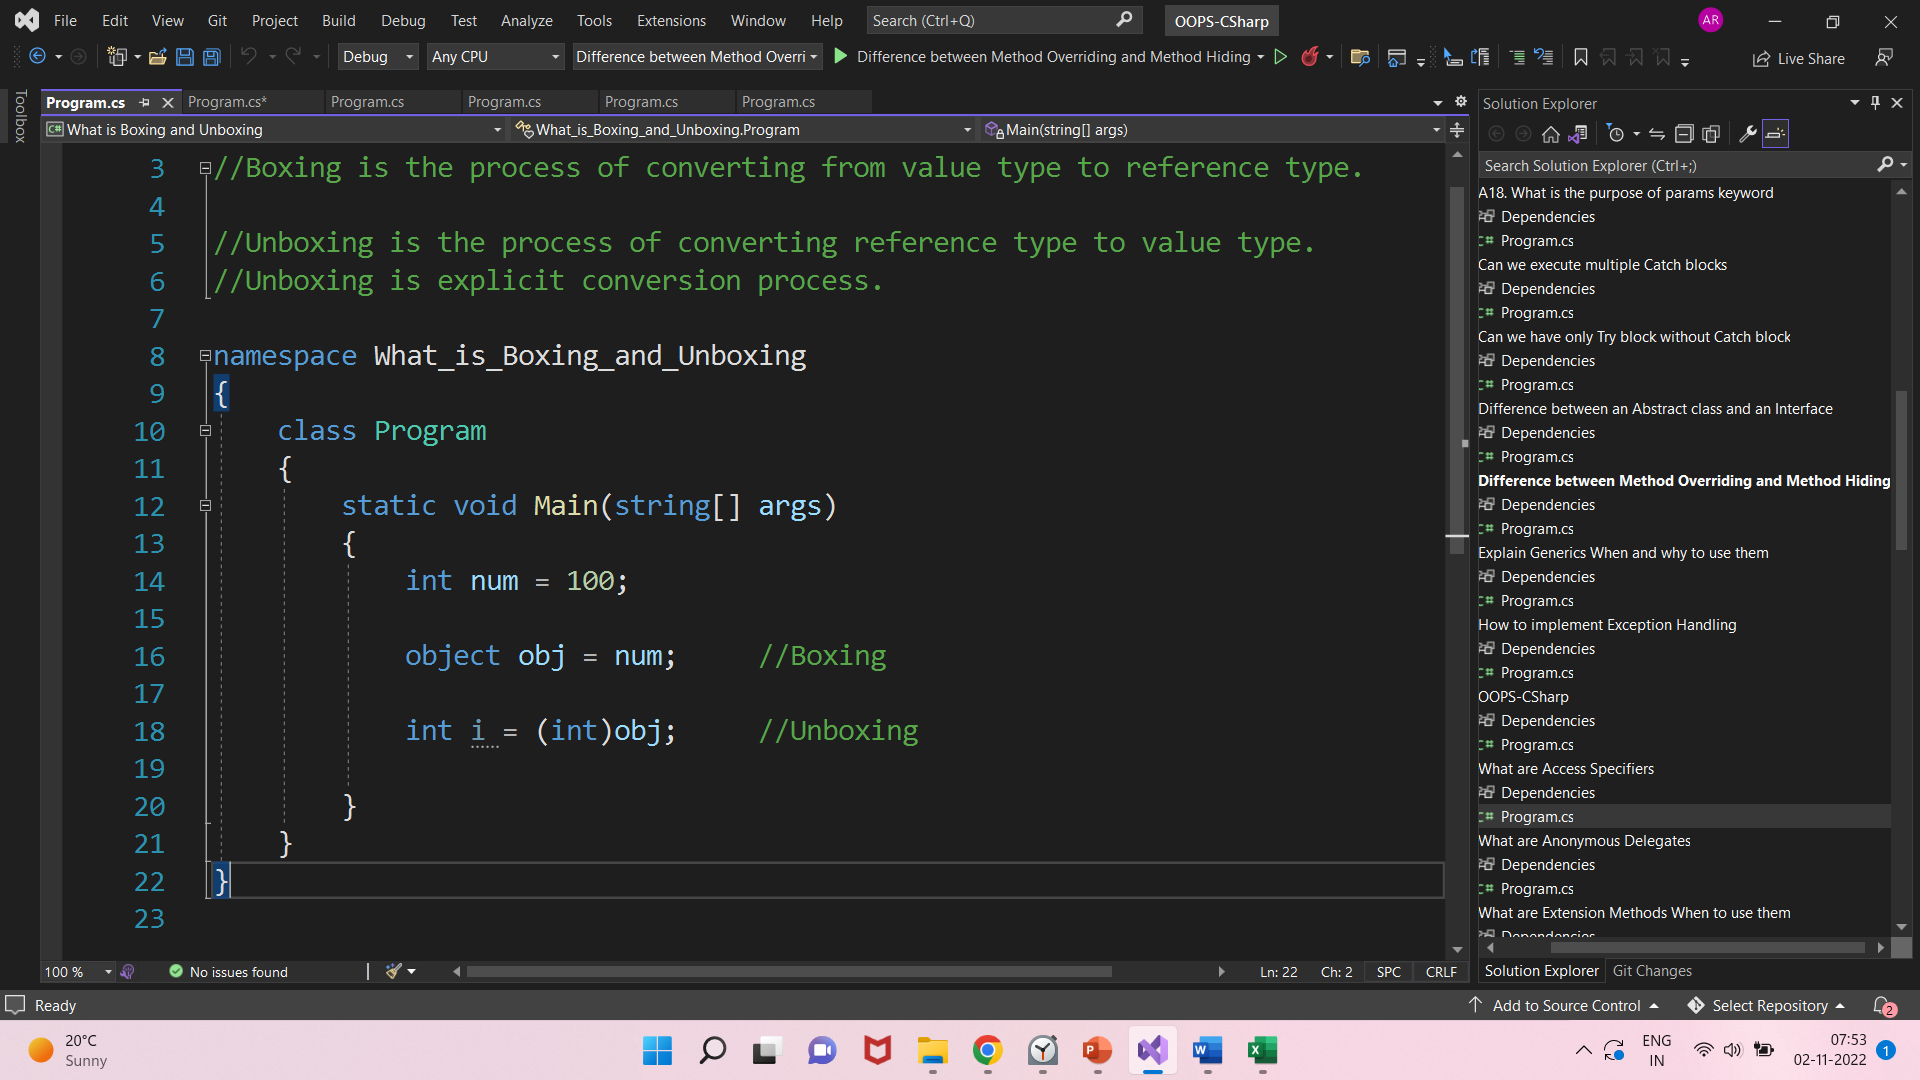 File Edit View Git Project Build Debug Test Analyze Tools Extensions Window Help Search (Ctrl+Q) OOPS-CSharp AR
Debug Any CPU Difference between Method Overri Difference between Method Overriding and Method Hiding Live Share
Toolbox
Program.cs Program.cs* Program.cs Program.cs Program.cs Program.cs
What is Boxing and Unboxing What_is_Boxing_and_Unboxing.Program Main(string[] args)
3 //Boxing is the process of converting from value type to reference type.
4
5 //Unboxing is the process of converting reference type to value type.
6 //Unboxing is explicit conversion process.
7
8 namespace What_is_Boxing_and_Unboxing
9 {
10 class Program
11 {
12 static void Main(string[] args)
13 {
14 int num = 100;
15
16 object obj = num; //Boxing
17
18 int i = (int)obj; //Unboxing
19
20 }
21 }
22 }
23
100 % No issues found Ln: 22 Ch: 2 SPC CRLF
Solution Explorer
Search Solution Explorer (Ctrl+;)
A18. What is the purpose of params keyword
Dependencies
C# Program.cs
Can we execute multiple Catch blocks
Dependencies
C# Program.cs
Can we have only Try block without Catch block
Dependencies
C# Program.cs
Difference between an Abstract class and an Interface
Dependencies
C# Program.cs
Difference between Method Overriding and Method Hiding
Dependencies
C# Program.cs
Explain Generics When and why to use them
Dependencies
C# Program.cs
How to implement Exception Handling
Dependencies
C# Program.cs
OOPS-CSharp
Dependencies
C# Program.cs
What are Access Specifiers
Dependencies
C# Program.cs
What are Anonymous Delegates
Dependencies
C# Program.cs
What are Extension Methods When to use them
Dependencies
Solution Explorer Git Changes
Ready Add to Source Control Select Repository 2
20°C
Sunny
ENG
IN
07:53
02-11-2022
1